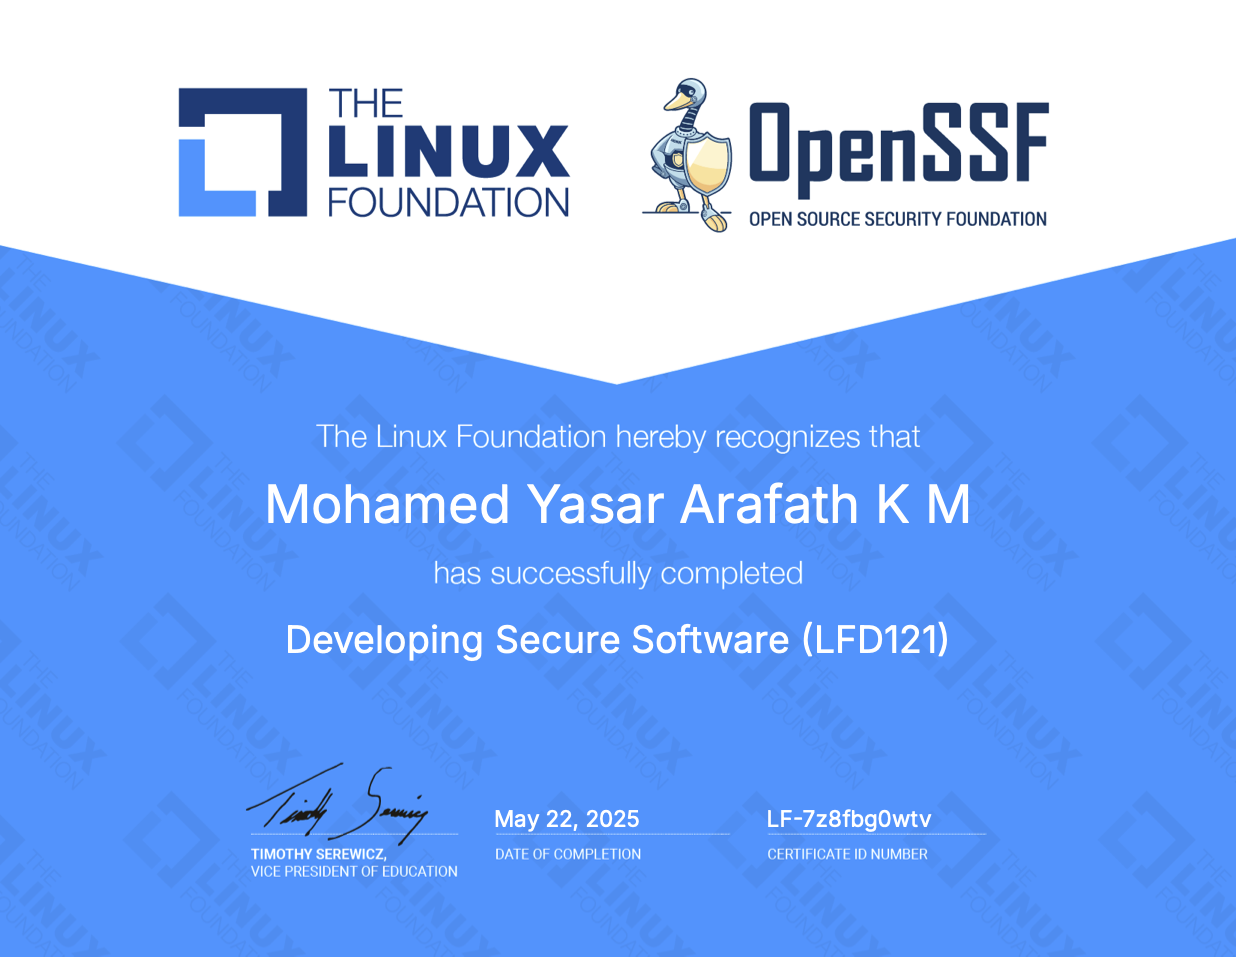 THE
LINUX
FOUNDATION
OpenSSF
OPEN SOURCE SECURITY FOUNDATION
The Linux Foundation hereby recognizes that
Mohamed Yasar Arafath K M
has successfully completed
Developing Secure Software (LFD121)
Timothy Serewicz
TIMOTHY SEREWICZ,
VICE PRESIDENT OF EDUCATION
May 22, 2025
DATE OF COMPLETION
LF-7z8fbg0wtv
CERTIFICATE ID NUMBER